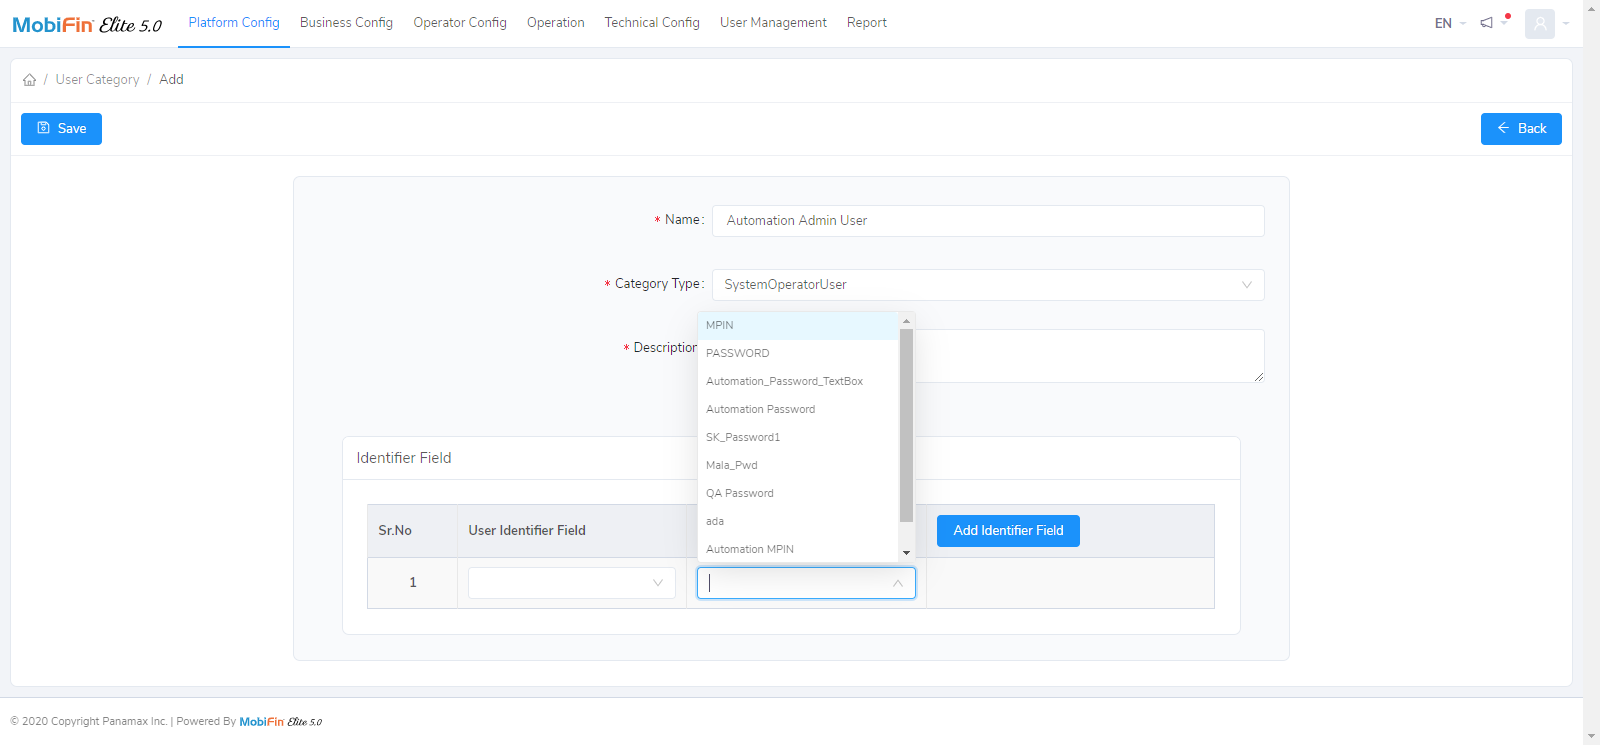 MobiFin Elite 5.0 Platform Config Business Config Operator Config Operation Technical Config User Management Report EN
/ User Category / Add
Save Back
* Name: Automation Admin User
* Category Type: SystemOperatorUser
* Description
MPIN
PASSWORD
Automation_Password_TextBox
Automation Password
SK_Password1
Mala_Pwd
QA Password
ada
Automation MPIN
Identifier Field
Sr.No User Identifier Field Add Identifier Field
1
© 2020 Copyright Panamax Inc. | Powered By MobiFin Elite 5.0